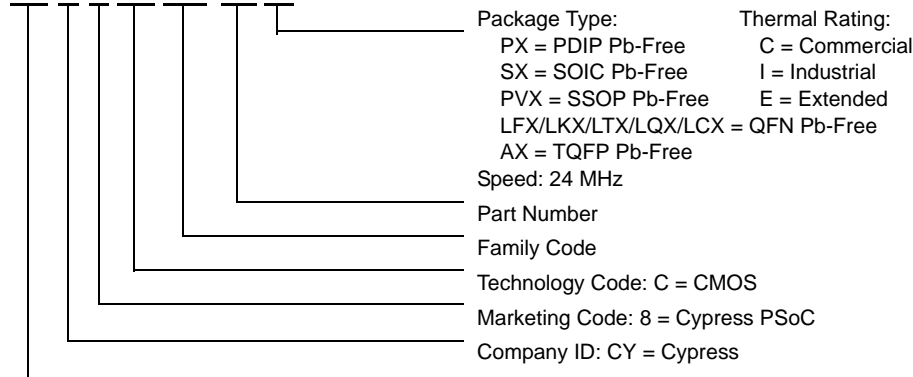 Package Type: Thermal Rating:
PX = PDIP Pb-Free C = Commercial
SX = SOIC Pb-Free I = Industrial
PVX = SSOP Pb-Free E = Extended
LFX/LKX/LTX/LQX/LCX = QFN Pb-Free
AX = TQFP Pb-Free
Speed: 24 MHz
Part Number
Family Code
Technology Code: C = CMOS
Marketing Code: 8 = Cypress PSoC
Company ID: CY = Cypress